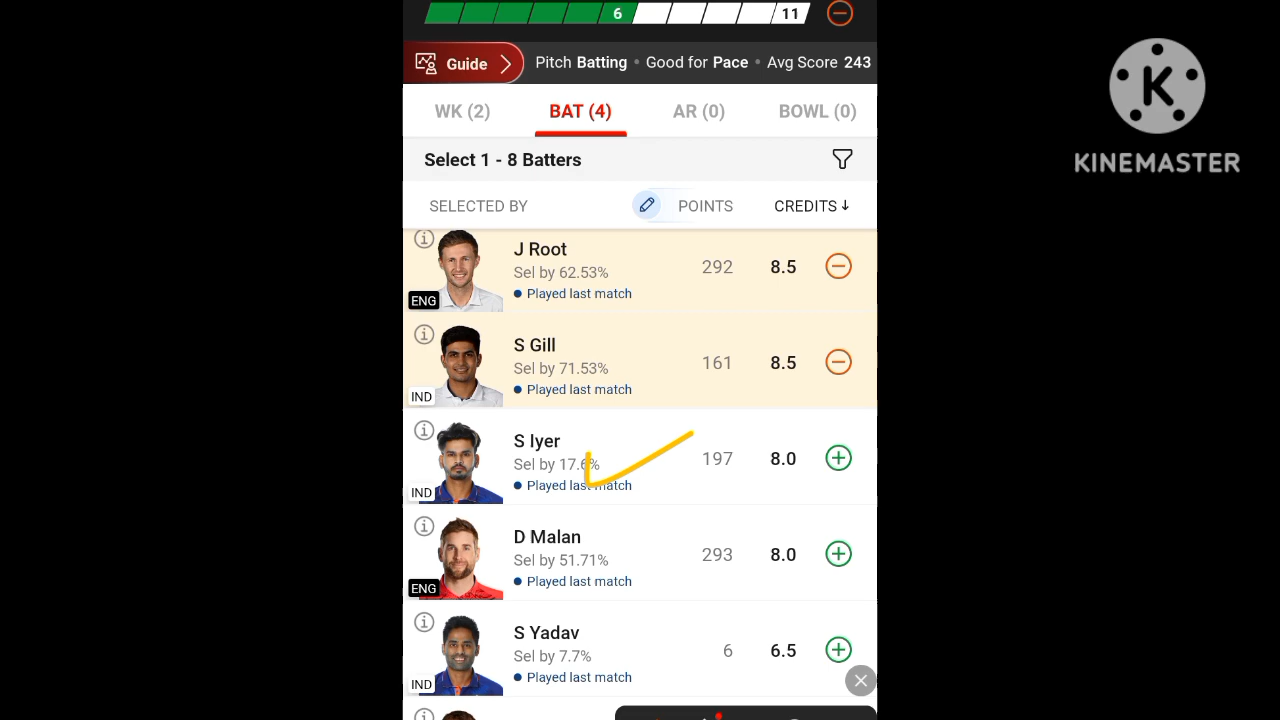 6
11
Guide
Pitch Batting • Good for Pace • Avg Score 243
WK (2)
BAT (4)
AR (0)
BOWL (0)
Select 1 - 8 Batters
SELECTED BY
POINTS
CREDITS ↓
J Root
Sel by 62.53%
Played last match
292
8.5
ENG
S Gill
Sel by 71.53%
Played last match
161
8.5
IND
S Iyer
Sel by 17.6%
Played last match
197
8.0
IND
D Malan
Sel by 51.71%
Played last match
293
8.0
ENG
S Yadav
Sel by 7.7%
Played last match
6
6.5
IND
K
KINEMASTER